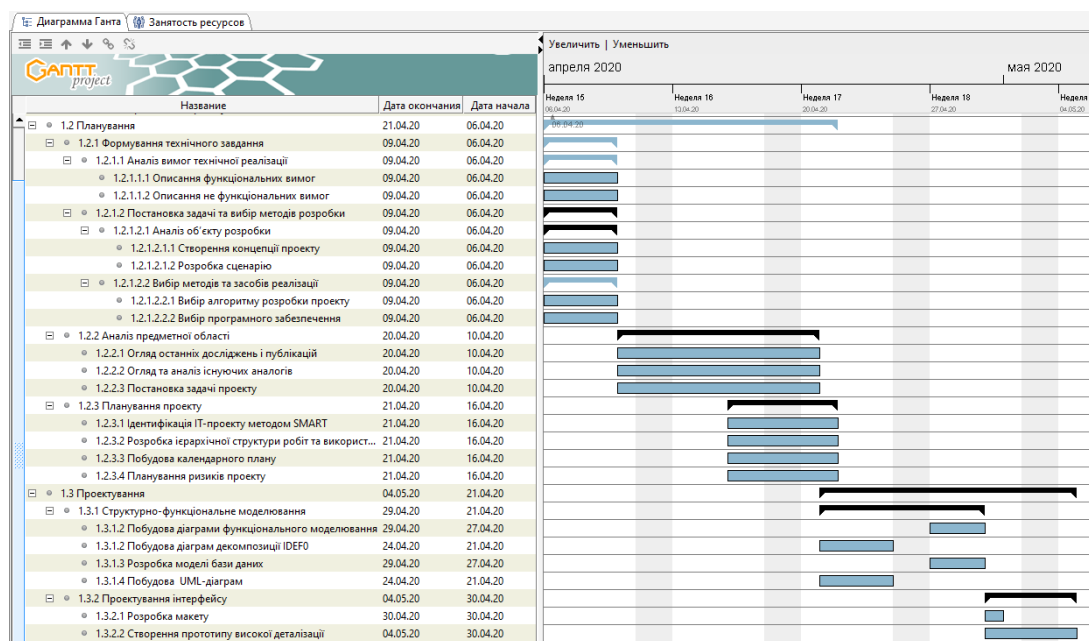 Диаграмма Ганта Занятость ресурсов
Увеличить | Уменьшить
GANTT project
апреля 2020 мая 2020
Название Дата окончания Дата начала
Неделя 15 Неделя 16 Неделя 17 Неделя 18 Неделя
06.04.20 13.04.20 20.04.20 27.04.20 04.05.20
1.2 Планування 21.04.20 06.04.20 06.04.20
1.2.1 Формування технічного завдання 09.04.20 06.04.20
1.2.1.1 Аналіз вимог технічної реалізації 09.04.20 06.04.20
1.2.1.1.1 Описання функціональних вимог 09.04.20 06.04.20
1.2.1.1.2 Описання не функціональних вимог 09.04.20 06.04.20
1.2.1.2 Постановка задачі та вибір методів розробки 09.04.20 06.04.20
1.2.1.2.1 Аналіз об'єкту розробки 09.04.20 06.04.20
1.2.1.2.1.1 Створення концепції проекту 09.04.20 06.04.20
1.2.1.2.1.2 Розробка сценарію 09.04.20 06.04.20
1.2.1.2.2 Вибір методів та засобів реалізації 09.04.20 06.04.20
1.2.1.2.2.1 Вибір алгоритму розробки проекту 09.04.20 06.04.20
1.2.1.2.2.2 Вибір програмного забезпечення 09.04.20 06.04.20
1.2.2 Аналіз предметної області 20.04.20 10.04.20
1.2.2.1 Огляд останніх досліджень і публікацій 20.04.20 10.04.20
1.2.2.2 Огляд та аналіз існуючих аналогів 20.04.20 10.04.20
1.2.2.3 Постановка задачі проекту 20.04.20 10.04.20
1.2.3 Планування проекту 21.04.20 16.04.20
1.2.3.1 Ідентифікація ІТ-проекту методом SMART 21.04.20 16.04.20
1.2.3.2 Розробка ієрархічної структури робіт та використ... 21.04.20 16.04.20
1.2.3.3 Побудова календарного плану 21.04.20 16.04.20
1.2.3.4 Планування ризиків проекту 21.04.20 16.04.20
1.3 Проектування 04.05.20 21.04.20
1.3.1 Структурно-функціональне моделювання 29.04.20 21.04.20
1.3.1.2 Побудова діаграми функціонального моделювання 29.04.20 27.04.20
1.3.1.2 Побудова діаграм декомпозиції IDEF0 24.04.20 21.04.20
1.3.1.3 Розробка моделі бази даних 29.04.20 27.04.20
1.3.1.4 Побудова UML-діаграм 24.04.20 21.04.20
1.3.2 Проектування інтерфейсу 04.05.20 30.04.20
1.3.2.1 Розробка макету 30.04.20 30.04.20
1.3.2.2 Створення прототипу високої деталізації 04.05.20 30.04.20